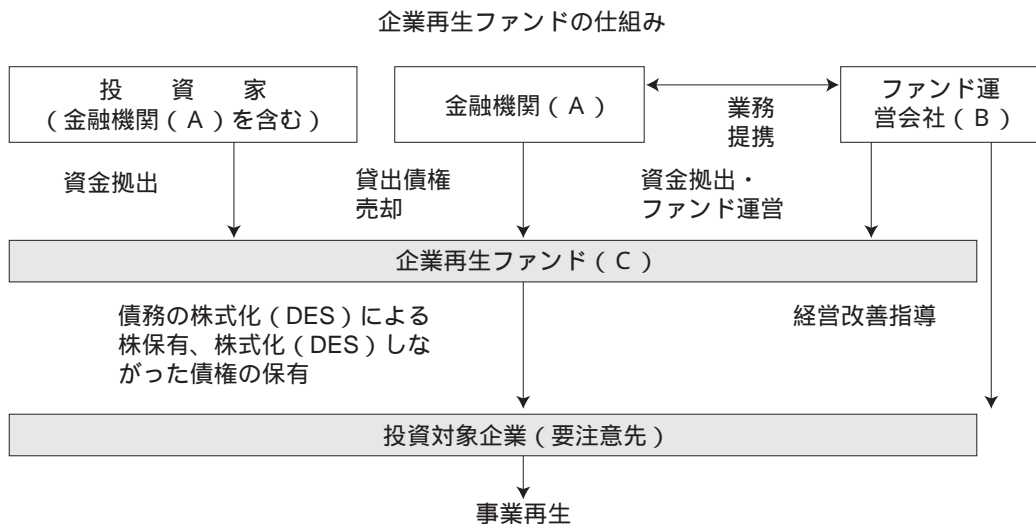 企業再生ファンドの仕組み
投　資　家
（金融機関（A）を含む）
金融機関（A）
業務
提携
ファンド運
営会社（B）
資金拠出
貸出債権
売却
資金拠出・
ファンド運営
企業再生ファンド（C）
債務の株式化（DES）による
株保有、株式化（DES）しな
がった債権の保有
経営改善指導
投資対象企業（要注意先）
事業再生